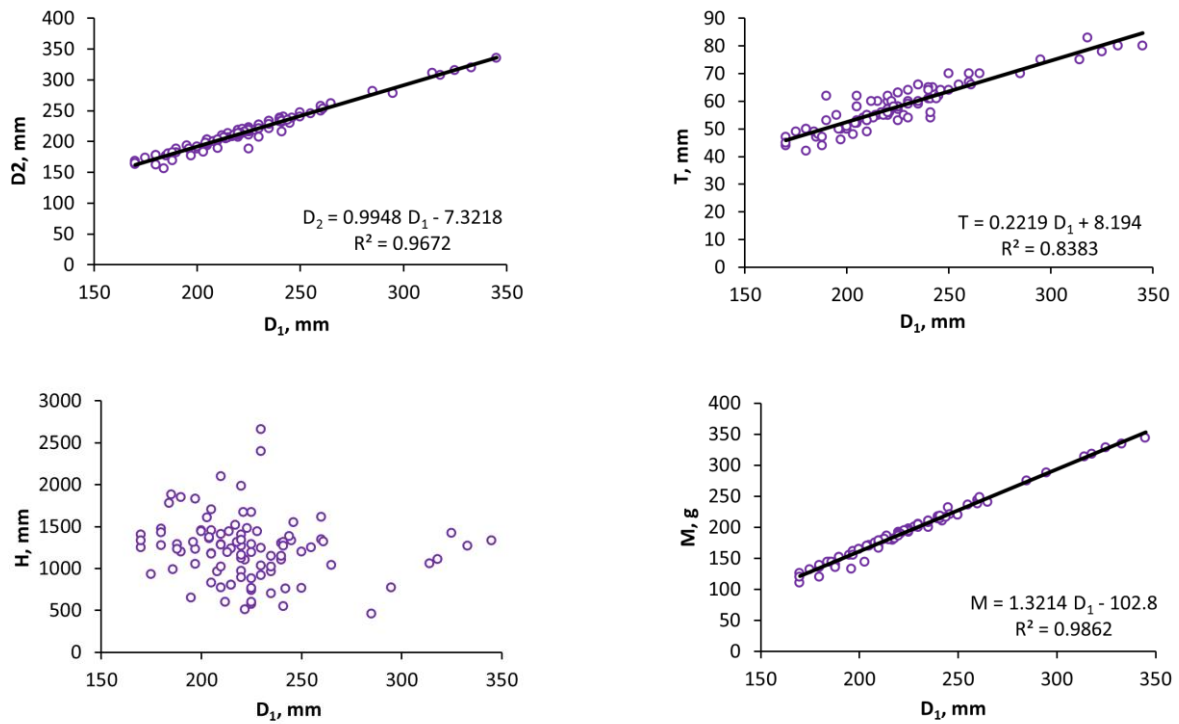 400
350
300
250
200
150
100
50
0
D2, mm
D₂ = 0.9948 D₁ - 7.3218
R² = 0.9672
150 200 250 300 350
D₁, mm
90
80
70
60
50
40
30
20
10
0
T, mm
T = 0.2219 D₁ + 8.194
R² = 0.8383
150 200 250 300 350
D₁, mm
3000
2500
2000
1500
1000
500
0
H, mm
150 200 250 300 350
D₁, mm
400
350
300
250
200
150
100
50
0
M, g
M = 1.3214 D₁ - 102.8
R² = 0.9862
150 200 250 300 350
D₁, mm